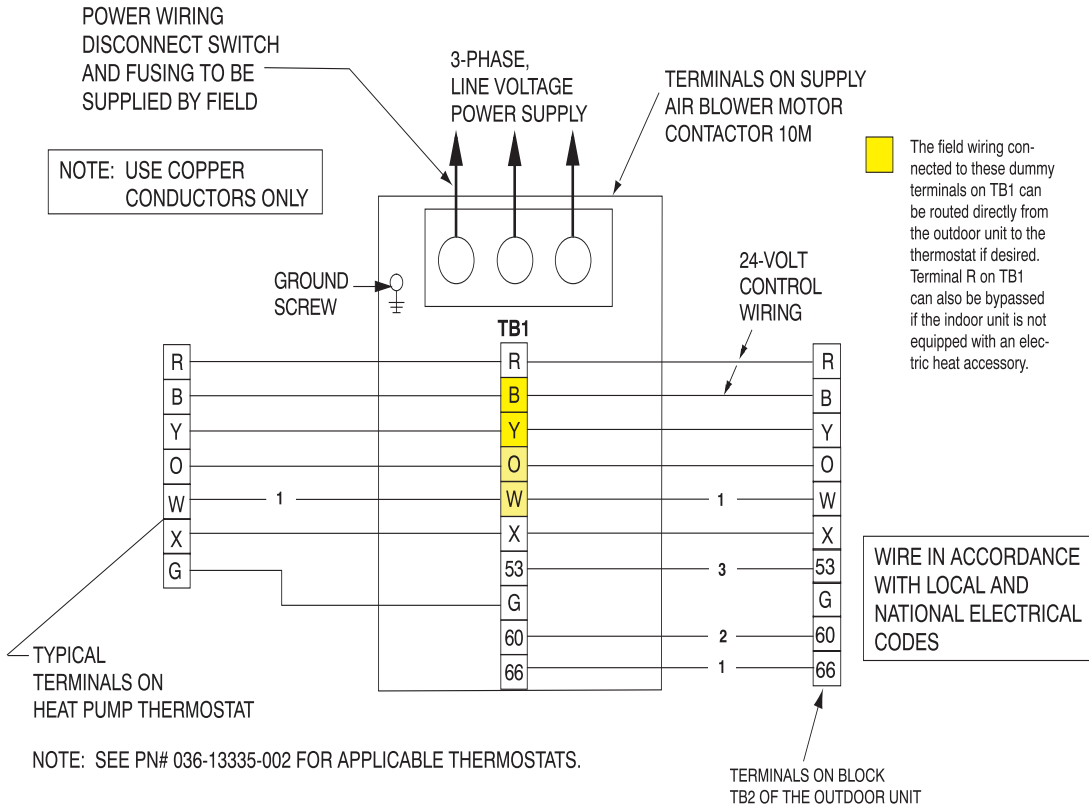 POWER WIRING
DISCONNECT SWITCH
AND FUSING TO BE
SUPPLIED BY FIELD
3-PHASE,
LINE VOLTAGE
POWER SUPPLY
TERMINALS ON SUPPLY
AIR BLOWER MOTOR
CONTACTOR 10M
NOTE: USE COPPER
CONDUCTORS ONLY
The field wiring con-
nected to these dummy
terminals on TB1 can
be routed directly from
the outdoor unit to the
thermostat if desired.
Terminal R on TB1
can also be bypassed
if the indoor unit is not
equipped with an elec-
tric heat accessory.
GROUND
SCREW
24-VOLT
CONTROL
WIRING
TB1
R R R
B B B
Y Y Y
O O O
W 1 W 1 W
X X X
53 3 53
G G G
60 2 60
66 1 66
WIRE IN ACCORDANCE
WITH LOCAL AND
NATIONAL ELECTRICAL
CODES
TYPICAL
TERMINALS ON
HEAT PUMP THERMOSTAT
NOTE: SEE PN# 036-13335-002 FOR APPLICABLE THERMOSTATS.
TERMINALS ON BLOCK
TB2 OF THE OUTDOOR UNIT